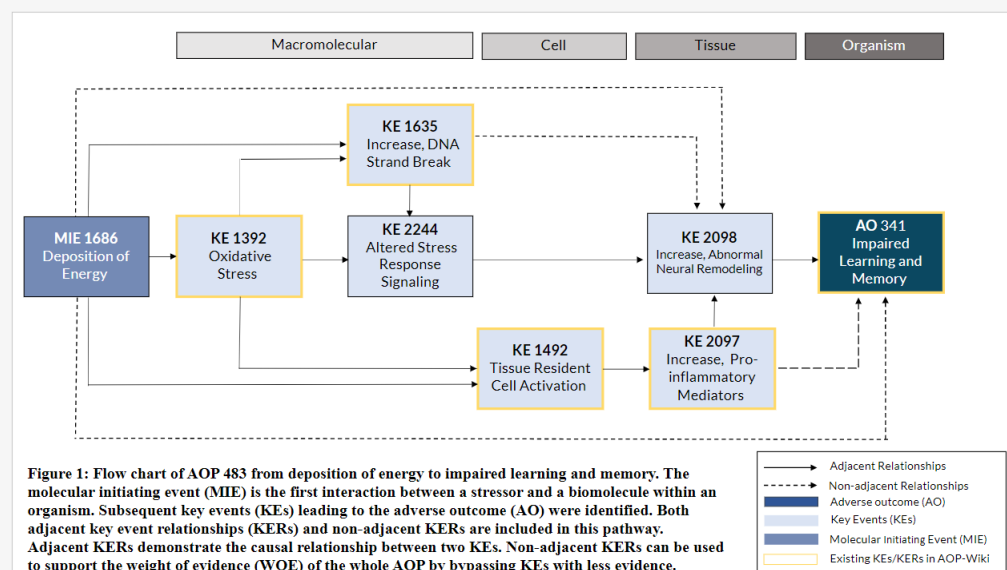 Macromolecular
Cell
Tissue
Organism
KE 1635
Increase, DNA
Strand Break
MIE 1686
Deposition of
Energy
KE 1392
Oxidative
Stress
KE 2244
Altered Stress
Response
Signaling
KE 2098
Increase, Abnormal
Neural Remodeling
AO 341
Impaired
Learning and
Memory
KE 1492
Tissue Resident
Cell Activation
KE 2097
Increase, Pro-
inflammatory
Mediators
Figure 1: Flow chart of AOP 483 from deposition of energy to impaired learning and memory. The
molecular initiating event (MIE) is the first interaction between a stressor and a biomolecule within an
organism. Subsequent key events (KEs) leading to the adverse outcome (AO) were identified. Both
adjacent key event relationships (KERs) and non-adjacent KERs are included in this pathway.
Adjacent KERs demonstrate the causal relationship between two KEs. Non-adjacent KERs can be used
to support the weight of evidence (WOE) of the whole AOP by bypassing KEs with less evidence.
Adjacent Relationships
Non-adjacent Relationships
Adverse outcome (AO)
Key Events (KEs)
Molecular Initiating Event (MIE)
Existing KEs/KERs in AOP-Wiki